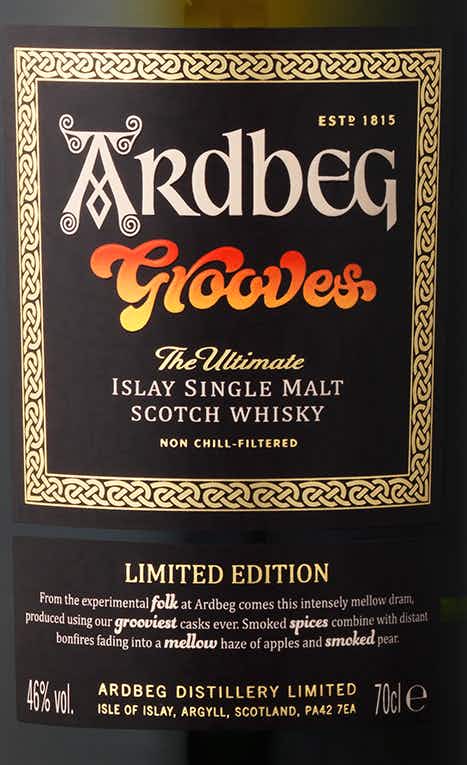 ESTD 1815
ARDBEG
Grooves
The Ultimate
ISLAY SINGLE MALT
SCOTCH WHISKY
NON CHILL-FILTERED
LIMITED EDITION
From the experimental folk at Ardbeg comes this intensely mellow dram,
produced using our grooviest casks ever. Smoked spices combine with distant
bonfires fading into a mellow haze of apples and smoked pear.
46% vol.
ARDBEG DISTILLERY LIMITED
ISLE OF ISLAY, ARGYLL, SCOTLAND, PA42 7EA
70cl ℮